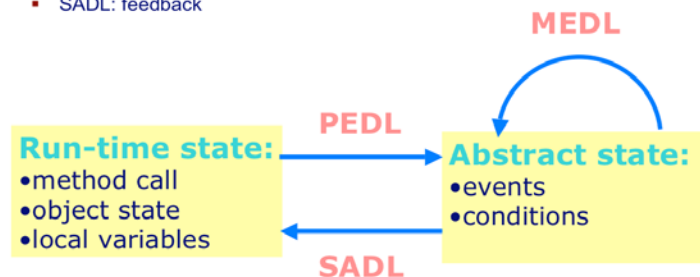 ▪ SADL: feedback
MEDL
PEDL
Run-time state:
•method call
•object state
•local variables
Abstract state:
•events
•conditions
SADL